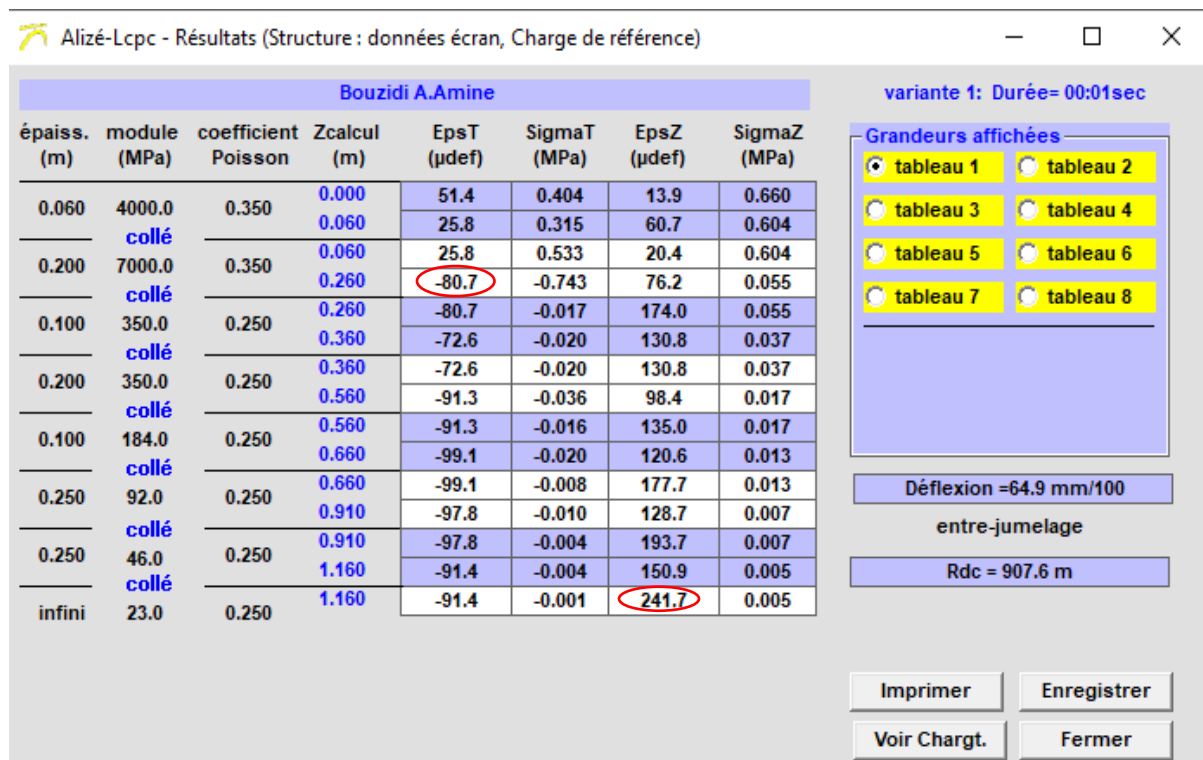 Alizé-Lcpc - Résultats (Structure : données écran, Charge de référence)
Bouzidi A.Amine
variante 1: Durée= 00:01sec
épaiss. module coefficient Zcalcul EpsT SigmaT EpsZ SigmaZ
(m) (MPa) Poisson (m) (µdef) (MPa) (µdef) (MPa)
0.000 51.4 0.404 13.9 0.660
0.060 4000.0 0.350
0.060 25.8 0.315 60.7 0.604
collé
0.060 25.8 0.533 20.4 0.604
0.200 7000.0 0.350
0.260 -80.7 -0.743 76.2 0.055
collé
0.260 -80.7 -0.017 174.0 0.055
0.100 350.0 0.250
0.360 -72.6 -0.020 130.8 0.037
collé
0.360 -72.6 -0.020 130.8 0.037
0.200 350.0 0.250
0.560 -91.3 -0.036 98.4 0.017
collé
0.560 -91.3 -0.016 135.0 0.017
0.100 184.0 0.250
0.660 -99.1 -0.020 120.6 0.013
collé
0.660 -99.1 -0.008 177.7 0.013
0.250 92.0 0.250
0.910 -97.8 -0.010 128.7 0.007
collé
0.910 -97.8 -0.004 193.7 0.007
0.250 46.0 0.250
1.160 -91.4 -0.004 150.9 0.005
collé
1.160 -91.4 -0.001 241.7 0.005
infini 23.0 0.250
Grandeurs affichées
tableau 1 tableau 2
tableau 3 tableau 4
tableau 5 tableau 6
tableau 7 tableau 8
Déflexion =64.9 mm/100
entre-jumelage
Rdc = 907.6 m
Imprimer Enregistrer
Voir Chargt. Fermer